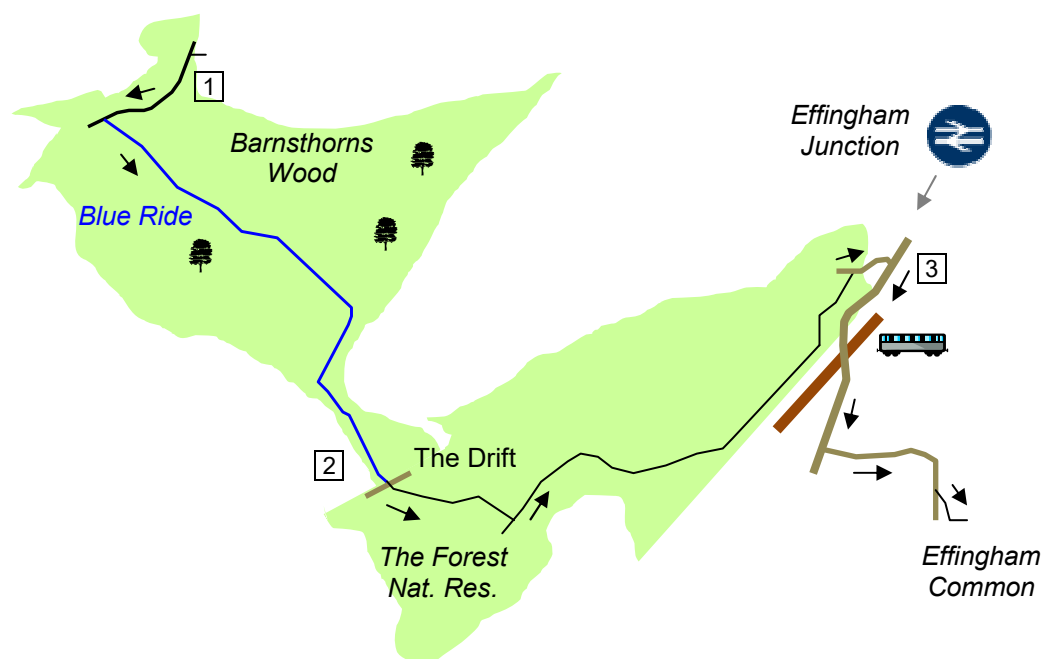 1
Barnsthorns
Wood
Effingham
Junction
Blue Ride
3
2
The Drift
The Forest
Nat. Res.
Effingham
Common